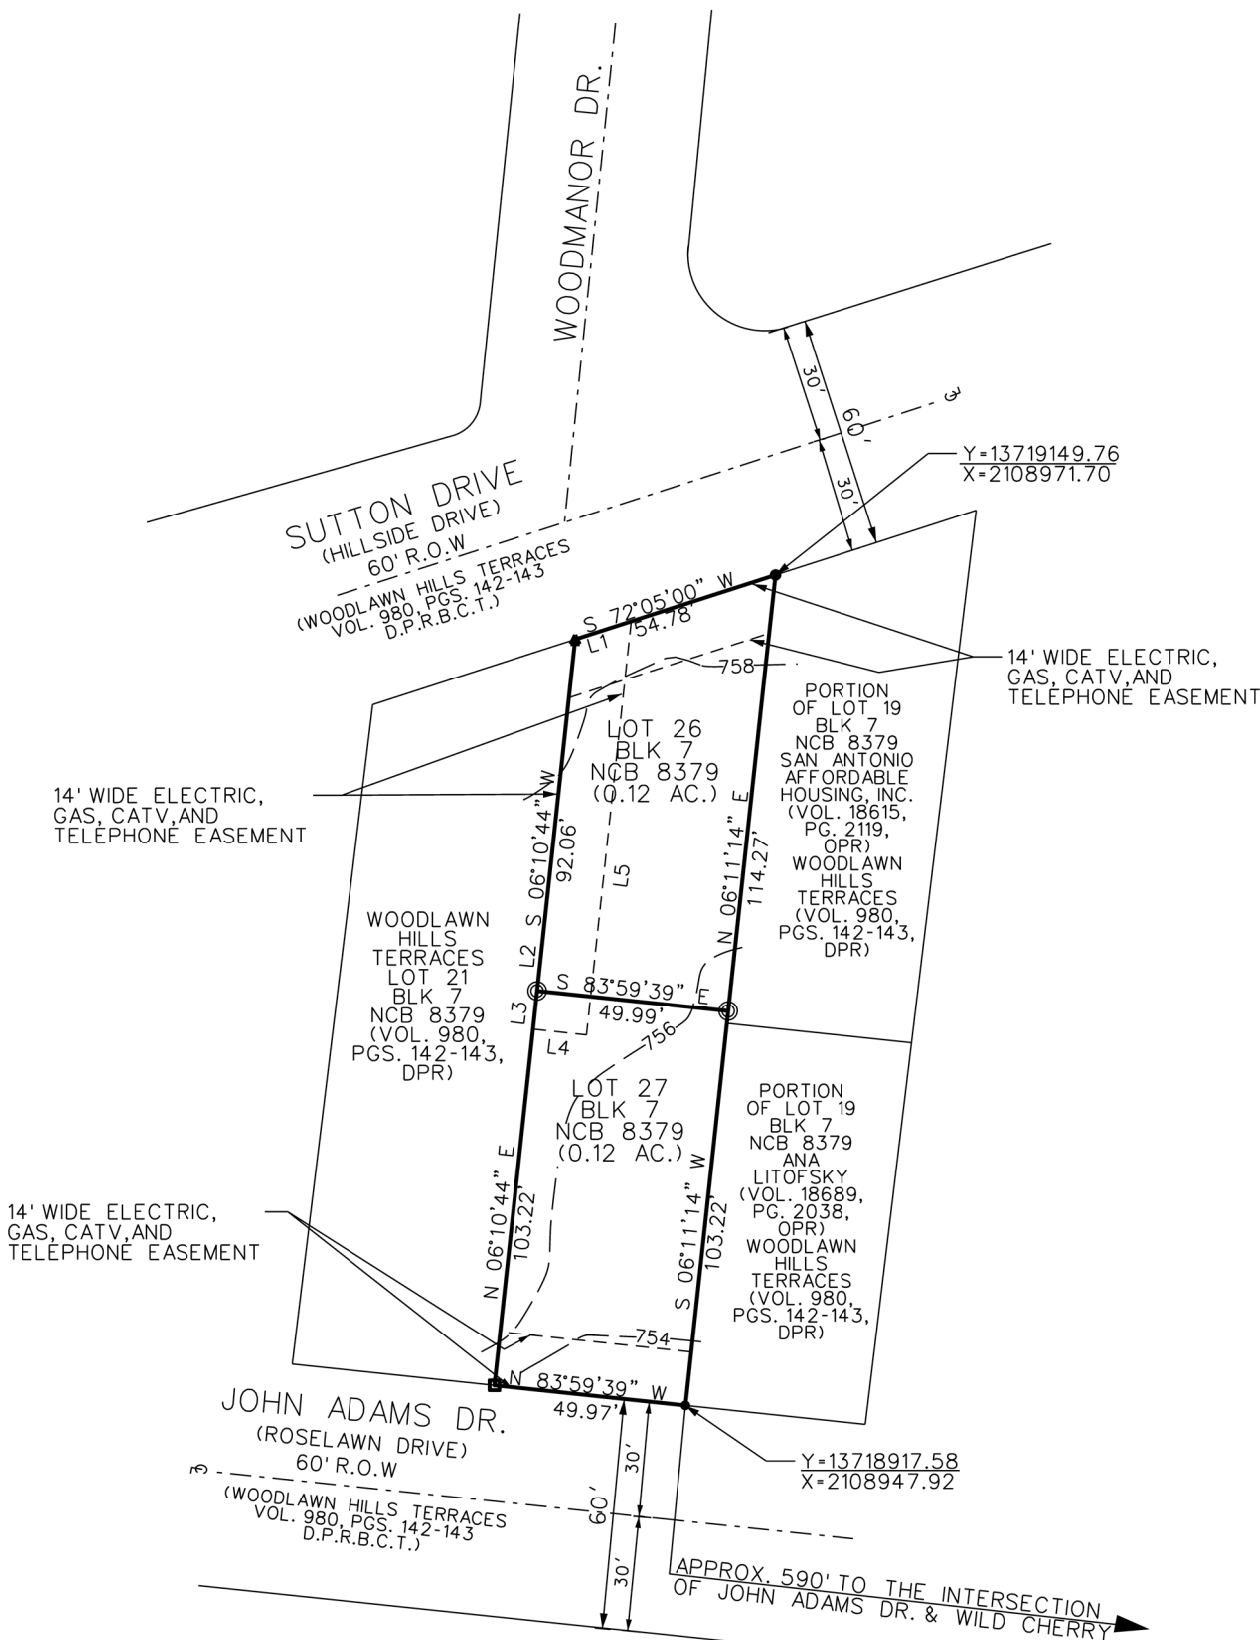 WOODMANOR DR.
30'
60'
30'
Y=13719149.76
X=2108971.70
SUTTON DRIVE
(HILLSIDE DRIVE)
60' R.O.W
(WOODLAWN HILLS TERRACES
VOL. 980, PGS. 142-143
D.P.R.B.C.T.)
S 72°05'00" W
L1
54.78'
14' WIDE ELECTRIC,
GAS, CATV, AND
TELEPHONE EASEMENT
758
LOT 26
BLK 7
NCB 8379
(0.12 AC.)
PORTION
OF LOT 19
BLK 7
NCB 8379
SAN ANTONIO
AFFORDABLE
HOUSING, INC.
(VOL. 18615,
PG. 2119,
OPR)
WOODLAWN
HILLS
TERRACES
(VOL. 980,
PGS. 142-143,
DPR)
14' WIDE ELECTRIC,
GAS, CATV, AND
TELEPHONE EASEMENT
S 06°10'44" W
92.06'
L2
L5
N 06°11'14" E
114.27'
WOODLAWN
HILLS
TERRACES
LOT 21
BLK 7
NCB 8379
(VOL. 980,
PGS. 142-143,
DPR)
S 83°59'39" E
49.99'
L3
L4
756
LOT 27
BLK 7
NCB 8379
(0.12 AC.)
PORTION
OF LOT 19
BLK 7
NCB 8379
ANA
LITOFSKY
(VOL. 18689,
PG. 2038,
OPR)
WOODLAWN
HILLS
TERRACES
(VOL. 980,
PGS. 142-143,
DPR)
N 06°10'44" E
103.22'
S 06°11'14" W
103.22'
14' WIDE ELECTRIC,
GAS, CATV, AND
TELEPHONE EASEMENT
754
N 83°59'39" W
49.97'
JOHN ADAMS DR.
(ROSELAWN DRIVE)
60' R.O.W
(WOODLAWN HILLS TERRACES
VOL. 980, PGS. 142-143
D.P.R.B.C.T.)
30'
60'
30'
Y=13718917.58
X=2108947.92
APPROX. 590' TO THE INTERSECTION
OF JOHN ADAMS DR. & WILD CHERRY